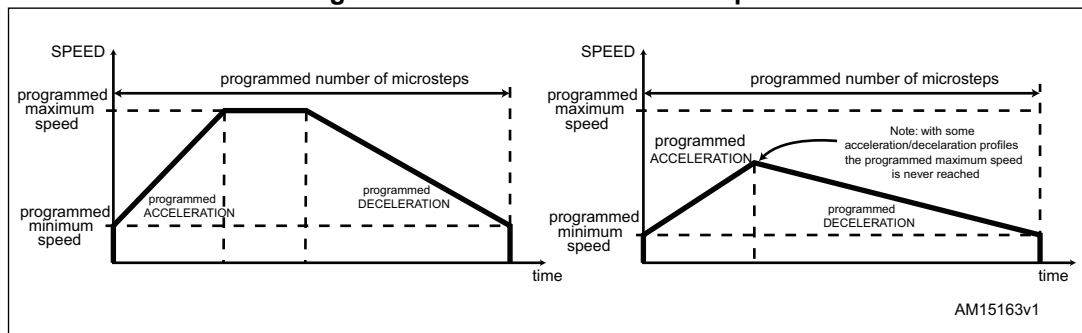 SPEED
programmed number of microsteps
programmed
maximum
speed
programmed
ACCELERATION
programmed
DECELERATION
programmed
minimum
speed
time
SPEED
programmed number of microsteps
programmed
maximum
speed
programmed
ACCELERATION
Note: with some
acceleration/decelaration profiles
the programmed maximum speed
is never reached
programmed
DECELERATION
programmed
minimum
speed
time
AM15163v1